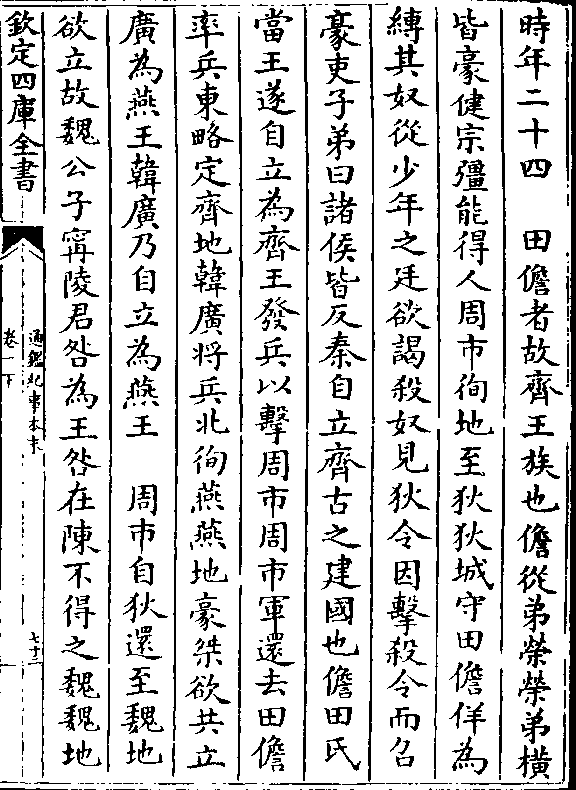 時年二十四　田儋者故齊王族也儋從弟榮榮弟橫
皆豪健宗彊能得人周市徇地至狄狄城守田儋佯為
縛其奴從少年之廷欲謁殺奴見狄令因擊殺令而召
豪吏子弟曰諸侯皆反秦自立齊古之建國也儋田氏
當王遂自立為齊王發兵以擊周市周市軍還去田儋
率兵東略定齊地韓廣将兵北徇燕燕地豪桀欲共立
廣為燕王韓廣乃自立為燕王　周市自狄還至魏地
欲立故魏公子甯陵君咎為王咎在陳不得之魏魏地
欽定四庫全書
通鑑紀事本末
卷一下
七十三